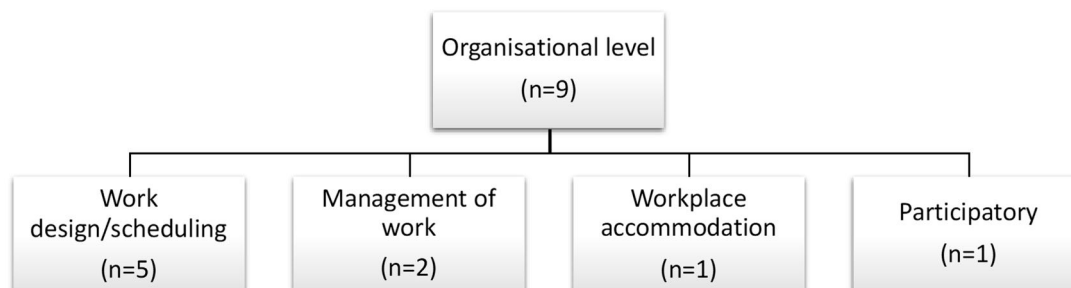 Organisational level
(n=9)
Work
design/scheduling
(n=5)
Management of
work
(n=2)
Workplace
accommodation
(n=1)
Participatory
(n=1)